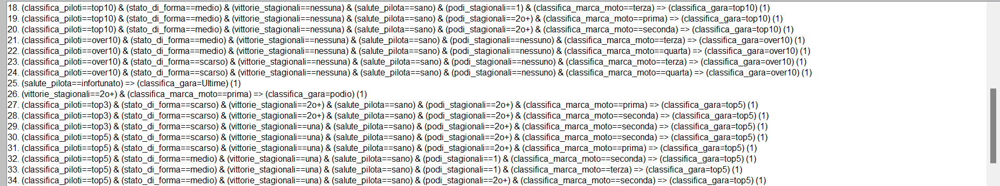 18. (classifica_piloti==top10) & (stato_di_forma==medio) & (vittorie_stagionali==nessuna) & (salute_pilota==sano) & (podi_stagionali==1) & (classifica_marca_moto==terza) => (classifica_gara=top10) (1)
19. (classifica_piloti==top10) & (stato_di_forma==medio) & (vittorie_stagionali==nessuna) & (salute_pilota==sano) & (podi_stagionali==2o+) & (classifica_marca_moto==prima) => (classifica_gara=top10) (1)
20. (classifica_piloti==top10) & (stato_di_forma==medio) & (vittorie_stagionali==nessuna) & (salute_pilota==sano) & (podi_stagionali==2o+) & (classifica_marca_moto==seconda) => (classifica_gara=top10) (1)
21. (classifica_piloti==over10) & (stato_di_forma==medio) & (vittorie_stagionali==nessuna) & (salute_pilota==sano) & (podi_stagionali==nessuno) & (classifica_marca_moto==terza) => (classifica_gara=over10) (1)
22. (classifica_piloti==over10) & (stato_di_forma==medio) & (vittorie_stagionali==nessuna) & (salute_pilota==sano) & (podi_stagionali==nessuno) & (classifica_marca_moto==quarta) => (classifica_gara=over10) (1)
23. (classifica_piloti==over10) & (stato_di_forma==scarso) & (vittorie_stagionali==nessuna) & (salute_pilota==sano) & (podi_stagionali==nessuno) & (classifica_marca_moto==terza) => (classifica_gara=over10) (1)
24. (classifica_piloti==over10) & (stato_di_forma==scarso) & (vittorie_stagionali==nessuna) & (salute_pilota==sano) & (podi_stagionali==nessuno) & (classifica_marca_moto==quarta) => (classifica_gara=over10) (1)
25. (salute_pilota==infortunato) => (classifica_gara=Ultime) (1)
26. (vittorie_stagionali==2o+) & (classifica_marca_moto==prima) => (classifica_gara=podio) (1)
27. (classifica_piloti==top3) & (stato_di_forma==scarso) & (vittorie_stagionali==2o+) & (salute_pilota==sano) & (podi_stagionali==2o+) & (classifica_marca_moto==prima) => (classifica_gara=top5) (1)
28. (classifica_piloti==top3) & (stato_di_forma==scarso) & (vittorie_stagionali==2o+) & (salute_pilota==sano) & (podi_stagionali==2o+) & (classifica_marca_moto==seconda) => (classifica_gara=top5) (1)
29. (classifica_piloti==top3) & (stato_di_forma==scarso) & (vittorie_stagionali==una) & (salute_pilota==sano) & (podi_stagionali==2o+) & (classifica_marca_moto==seconda) => (classifica_gara=top5) (1)
30. (classifica_piloti==top5) & (stato_di_forma==scarso) & (vittorie_stagionali==una) & (salute_pilota==sano) & (podi_stagionali==2o+) & (classifica_marca_moto==seconda) => (classifica_gara=top5) (1)
31. (classifica_piloti==top5) & (stato_di_forma==scarso) & (vittorie_stagionali==una) & (salute_pilota==sano) & (podi_stagionali==2o+) & (classifica_marca_moto==prima) => (classifica_gara=top5) (1)
32. (classifica_piloti==top5) & (stato_di_forma==medio) & (vittorie_stagionali==una) & (salute_pilota==sano) & (podi_stagionali==1) & (classifica_marca_moto==seconda) => (classifica_gara=top5) (1)
33. (classifica_piloti==top5) & (stato_di_forma==medio) & (vittorie_stagionali==una) & (salute_pilota==sano) & (podi_stagionali==1) & (classifica_marca_moto==terza) => (classifica_gara=top5) (1)
34. (classifica_piloti==top5) & (stato_di_forma==medio) & (vittorie_stagionali==una) & (salute_pilota==sano) & (podi_stagionali==2o+) & (classifica_marca_moto==seconda) => (classifica_gara=top5) (1)